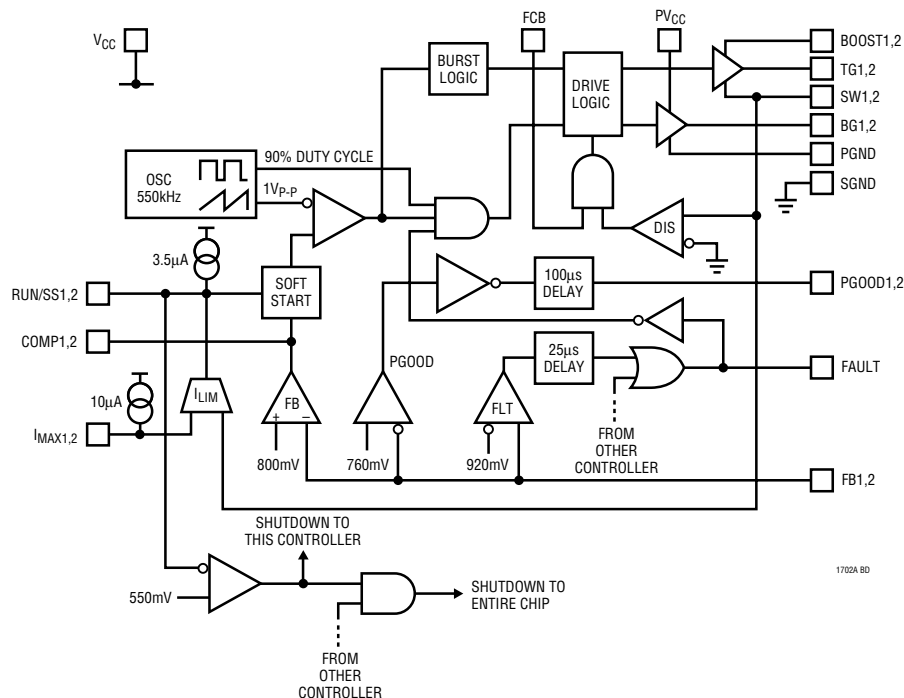 VCC
FCB
PVCC
BOOST1,2
TG1,2
SW1,2
BG1,2
PGND
SGND
BURST
LOGIC
DRIVE
LOGIC
90% DUTY CYCLE
OSC
550kHz
1VP-P
DIS
3.5µA
RUN/SS1,2
SOFT
START
100µs
DELAY
PGOOD1,2
COMP1,2
PGOOD
25µs
DELAY
FAULT
10µA
ILIM
FB
+ −
FLT
IMAX1,2
800mV
760mV
920mV
FROM
OTHER
CONTROLLER
FB1,2
SHUTDOWN TO
THIS CONTROLLER
1702A BD
550mV
SHUTDOWN TO
ENTIRE CHIP
FROM
OTHER
CONTROLLER